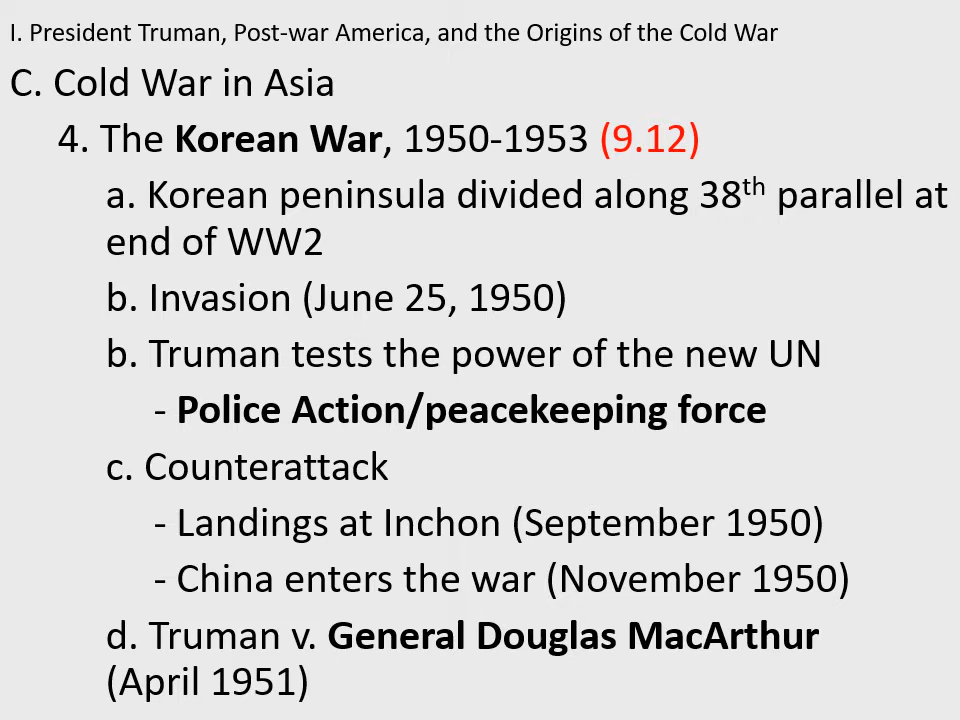 I. President Truman, Post-war America, and the Origins of the Cold War
C. Cold War in Asia
4. The Korean War, 1950-1953 (9.12)
a. Korean peninsula divided along 38th parallel at
end of WW2
b. Invasion (June 25, 1950)
b. Truman tests the power of the new UN
- Police Action/peacekeeping force
c. Counterattack
- Landings at Inchon (September 1950)
- China enters the war (November 1950)
d. Truman v. General Douglas MacArthur
(April 1951)